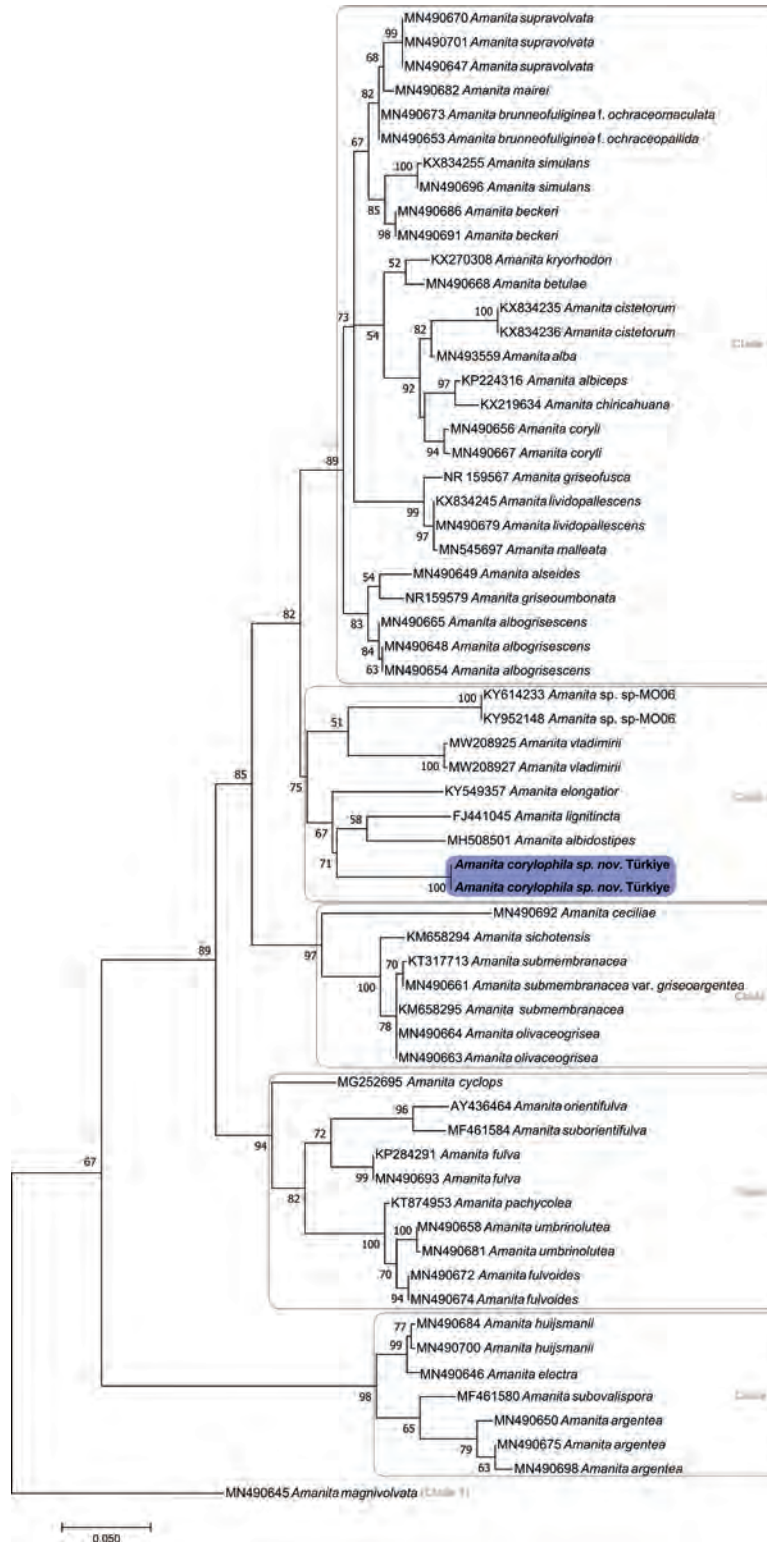 MN490670 Amanita supravolvata
99
MN490701 Amanita supravolvata
68
MN490647 Amanita supravolvata
82
MN490682 Amanita mairei
MN490673 Amanita brunneofuliginea f. ochraceomaculata
67
MN490653 Amanita brunneofuliginea f. ochraceopallida
KX834255 Amanita simulans
100
MN490696 Amanita simulans
85
MN490686 Amanita beckeri
98
MN490691 Amanita beckeri
KX270308 Amanita kryorhodon
52
MN490668 Amanita betulae
KX834235 Amanita cistetorum
100
73
54
82
KX834236 Amanita cistetorum
MN493559 Amanita alba
92
97
KP224316 Amanita albiceps
KX219634 Amanita chiricahuana
MN490656 Amanita coryli
94
MN490667 Amanita coryli
89
NR 159567 Amanita griseofusca
KX834245 Amanita lividopallescens
99
MN490679 Amanita lividopallescens
97
MN545697 Amanita malleata
54
MN490649 Amanita alseides
NR159579 Amanita griseoumbonata
83
MN490665 Amanita albogrisescens
82
84
MN490648 Amanita albogrisescens
63
MN490654 Amanita albogrisescens
KY614233 Amanita sp. sp-MO06
100
KY952148 Amanita sp. sp-MO06
51
MW208925 Amanita vladimirii
100
MW208927 Amanita vladimirii
85
75
KY549357 Amanita elongatior
67
58
FJ441045 Amanita lignitincta
MH508501 Amanita albidostipes
71
Amanita corylophila sp. nov. Türkiye
100
Amanita corylophila sp. nov. Türkiye
MN490692 Amanita ceciliae
89
97
KM658294 Amanita sichotensis
70
KT317713 Amanita submembranacea
100
MN490661 Amanita submembranacea var. griseoargentea
KM658295 Amanita submembranacea
78
MN490664 Amanita olivaceogrisea
MN490663 Amanita olivaceogrisea
MG252695 Amanita cyclops
96
AY436464 Amanita orientifulva
72
MF461584 Amanita suborientifulva
94
KP284291 Amanita fulva
67
99
MN490693 Amanita fulva
82
KT874953 Amanita pachycolea
100
MN490658 Amanita umbrinolutea
100
MN490681 Amanita umbrinolutea
70
MN490672 Amanita fulvoides
94
MN490674 Amanita fulvoides
77
MN490684 Amanita huijsmanii
99
MN490700 Amanita huijsmanii
MN490646 Amanita electra
98
MF461580 Amanita subovalispora
65
MN490650 Amanita argentea
79
MN490675 Amanita argentea
63
MN490698 Amanita argentea
MN490645 Amanita magnivolvata
0.050